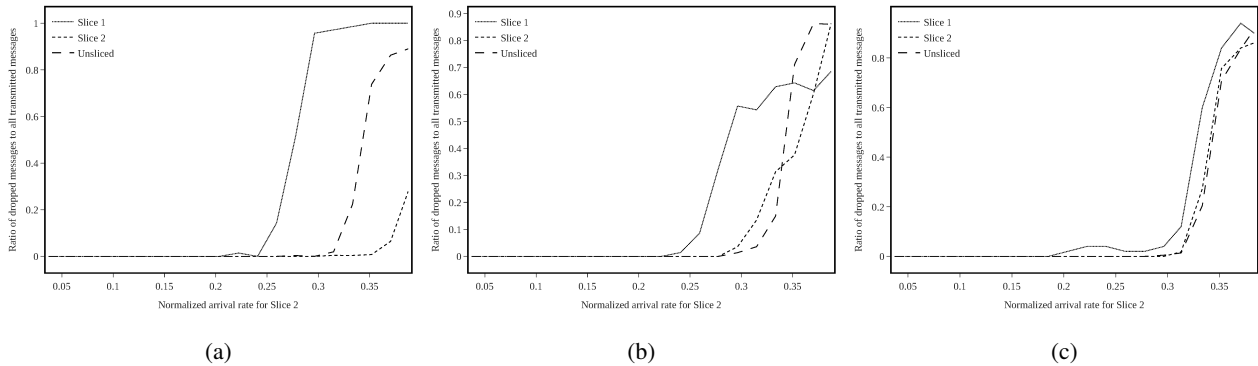 Ratio of dropped messages to all transmitted messages
1
0.8
0.6
0.4
0.2
0
Slice 1
Slice 2
Unsliced
0.05 0.1 0.15 0.2 0.25 0.3 0.35
Normalized arrival rate for Slice 2
(a)
Ratio of dropped messages to all transmitted messages
0.9
0.8
0.7
0.6
0.5
0.4
0.3
0.2
0.1
0
Slice 1
Slice 2
Unsliced
0.05 0.1 0.15 0.2 0.25 0.3 0.35
Normalized arrival rate for Slice 2
(b)
Ratio of dropped messages to all transmitted messages
0.8
0.6
0.4
0.2
0
Slice 1
Slice 2
Unsliced
0.05 0.1 0.15 0.2 0.25 0.3 0.35
Normalized arrival rate for Slice 2
(c)